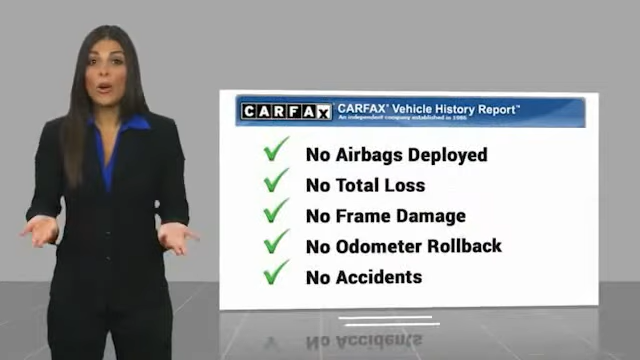 CARFAX CARFAX® Vehicle History Report™
An independent company established in 1986
No Airbags Deployed
No Total Loss
No Frame Damage
No Odometer Rollback
No Accidents